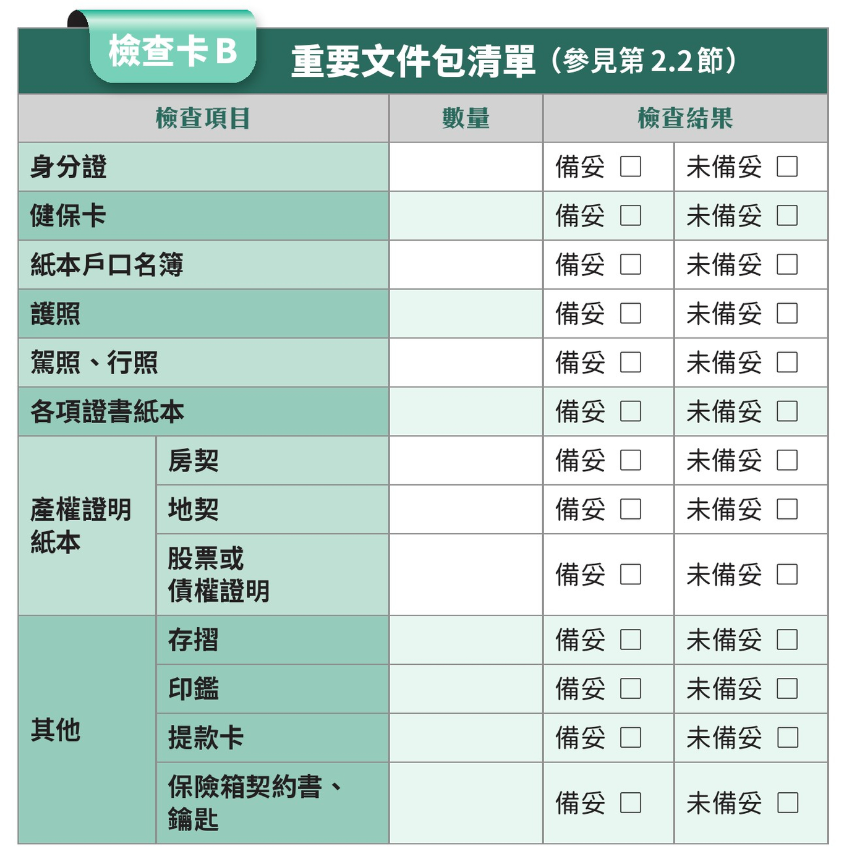 檢查卡 B 重要文件包清單（參見第 2.2 節）
檢查項目 數量 檢查結果
身分證 備妥 □ 未備妥 □
健保卡 備妥 □ 未備妥 □
紙本戶口名簿 備妥 □ 未備妥 □
護照 備妥 □ 未備妥 □
駕照、行照 備妥 □ 未備妥 □
各項證書紙本 備妥 □ 未備妥 □
產權證明
紙本
房契 備妥 □ 未備妥 □
地契 備妥 □ 未備妥 □
股票或
債權證明 備妥 □ 未備妥 □
其他
存摺 備妥 □ 未備妥 □
印鑑 備妥 □ 未備妥 □
提款卡 備妥 □ 未備妥 □
保險箱契約書、
鑰匙 備妥 □ 未備妥 □